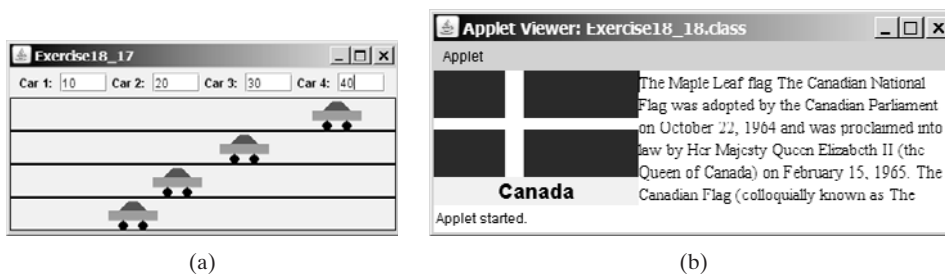 Exercise18_17
Car 1: 10 Car 2: 20 Car 3: 30 Car 4: 40
Applet Viewer: Exercise18_18.class
Applet
The Maple Leaf flag The Canadian National
Flag was adopted by the Canadian Parliament
on October 22, 1964 and was proclaimed into
law by Her Majesty Queen Elizabeth II (the
Queen of Canada) on February 15, 1965. The
Canadian Flag (colloquially known as The
Canada
Applet started.
(a)
(b)